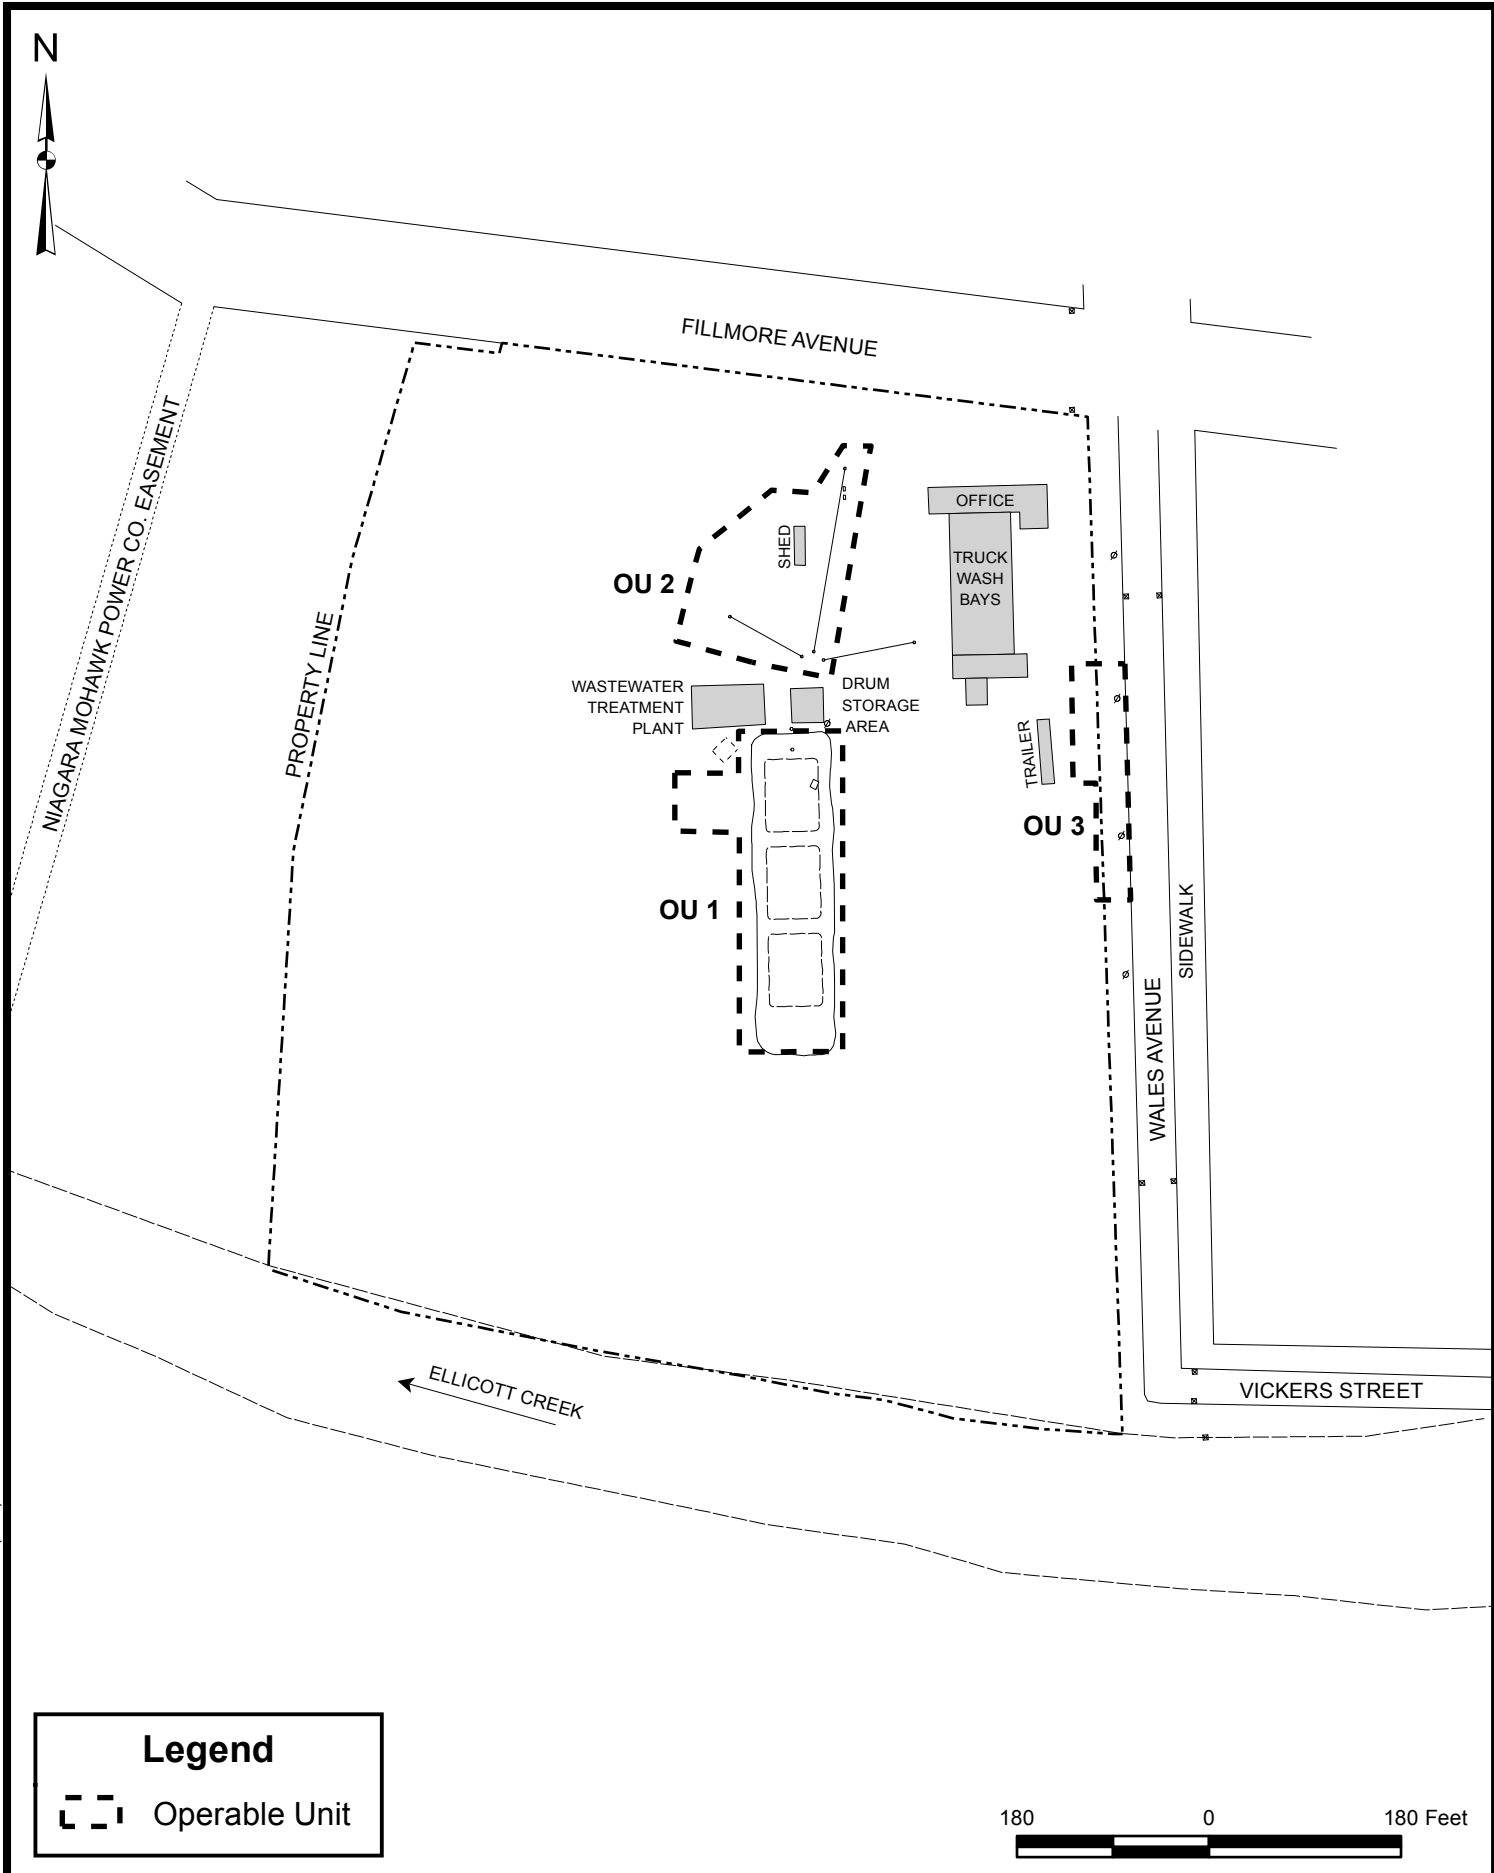 N
FILLMORE AVENUE
NIAGARA MOHAWK POWER CO. EASEMENT
PROPERTY LINE
OFFICE
TRUCK
WASH
BAYS
SHED
OU 2
WASTEWATER
TREATMENT
PLANT
DRUM
STORAGE
AREA
TRAILER
OU 3
OU 1
SIDEWALK
WALES AVENUE
ELLICOTT CREEK
VICKERS STREET
Legend
Operable Unit
180 0 180 Feet